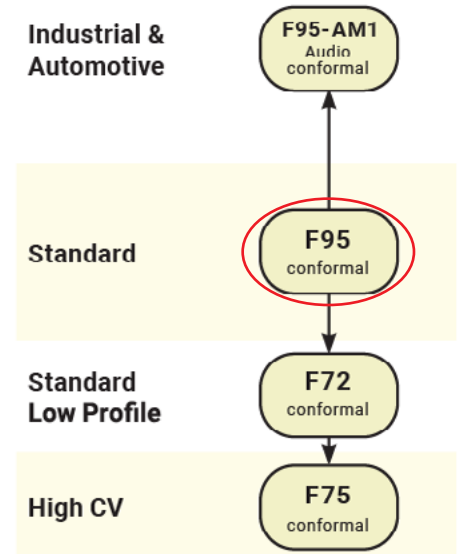 Industrial &
Automotive
F95-AM1
Audio
conformal
Standard
F95
conformal
Standard
Low Profile
F72
conformal
High CV
F75
conformal